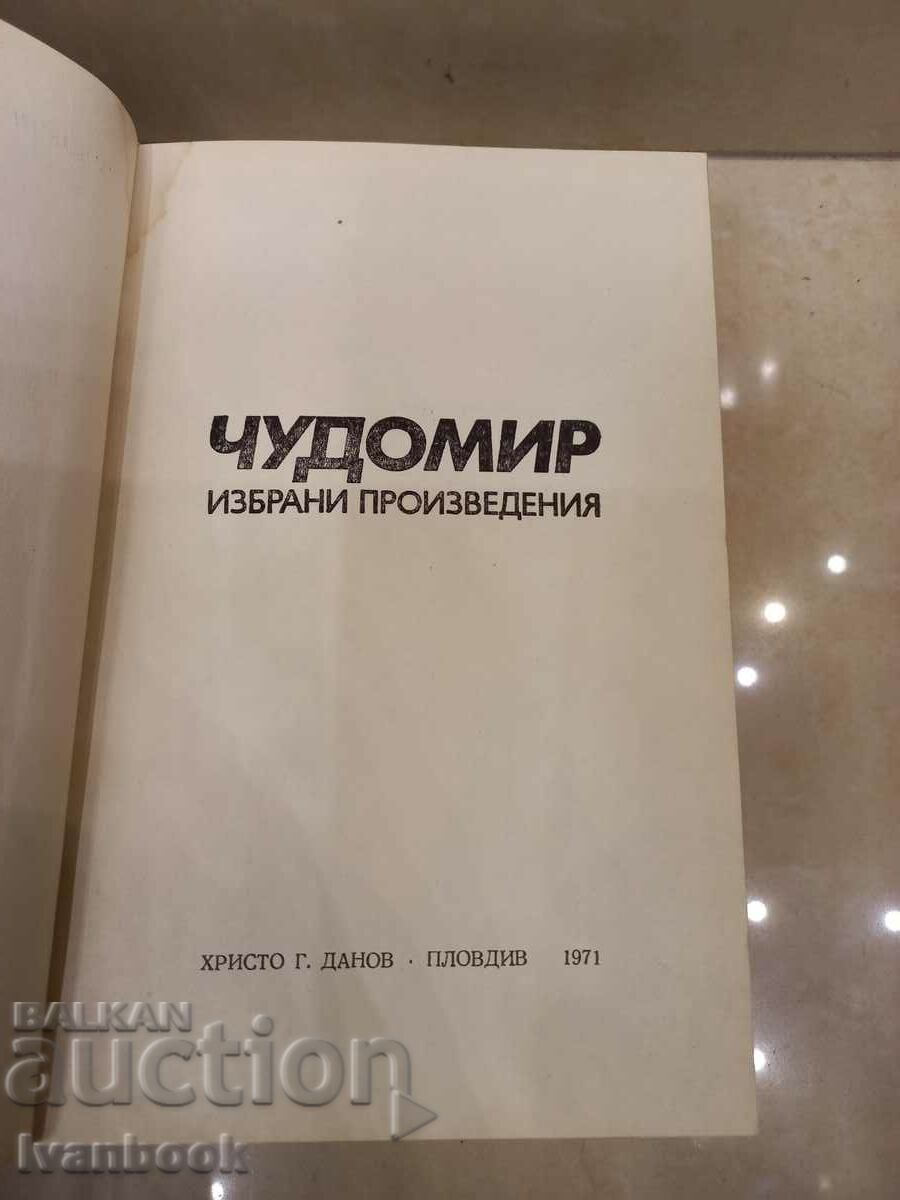 ЧУДОМИР
ИЗБРАНИ ПРОИЗВЕДЕНИЯ
ХРИСТО Г. ДАНОВ · ПЛОВДИВ 1971
BALKAN
auction
Ivanbook